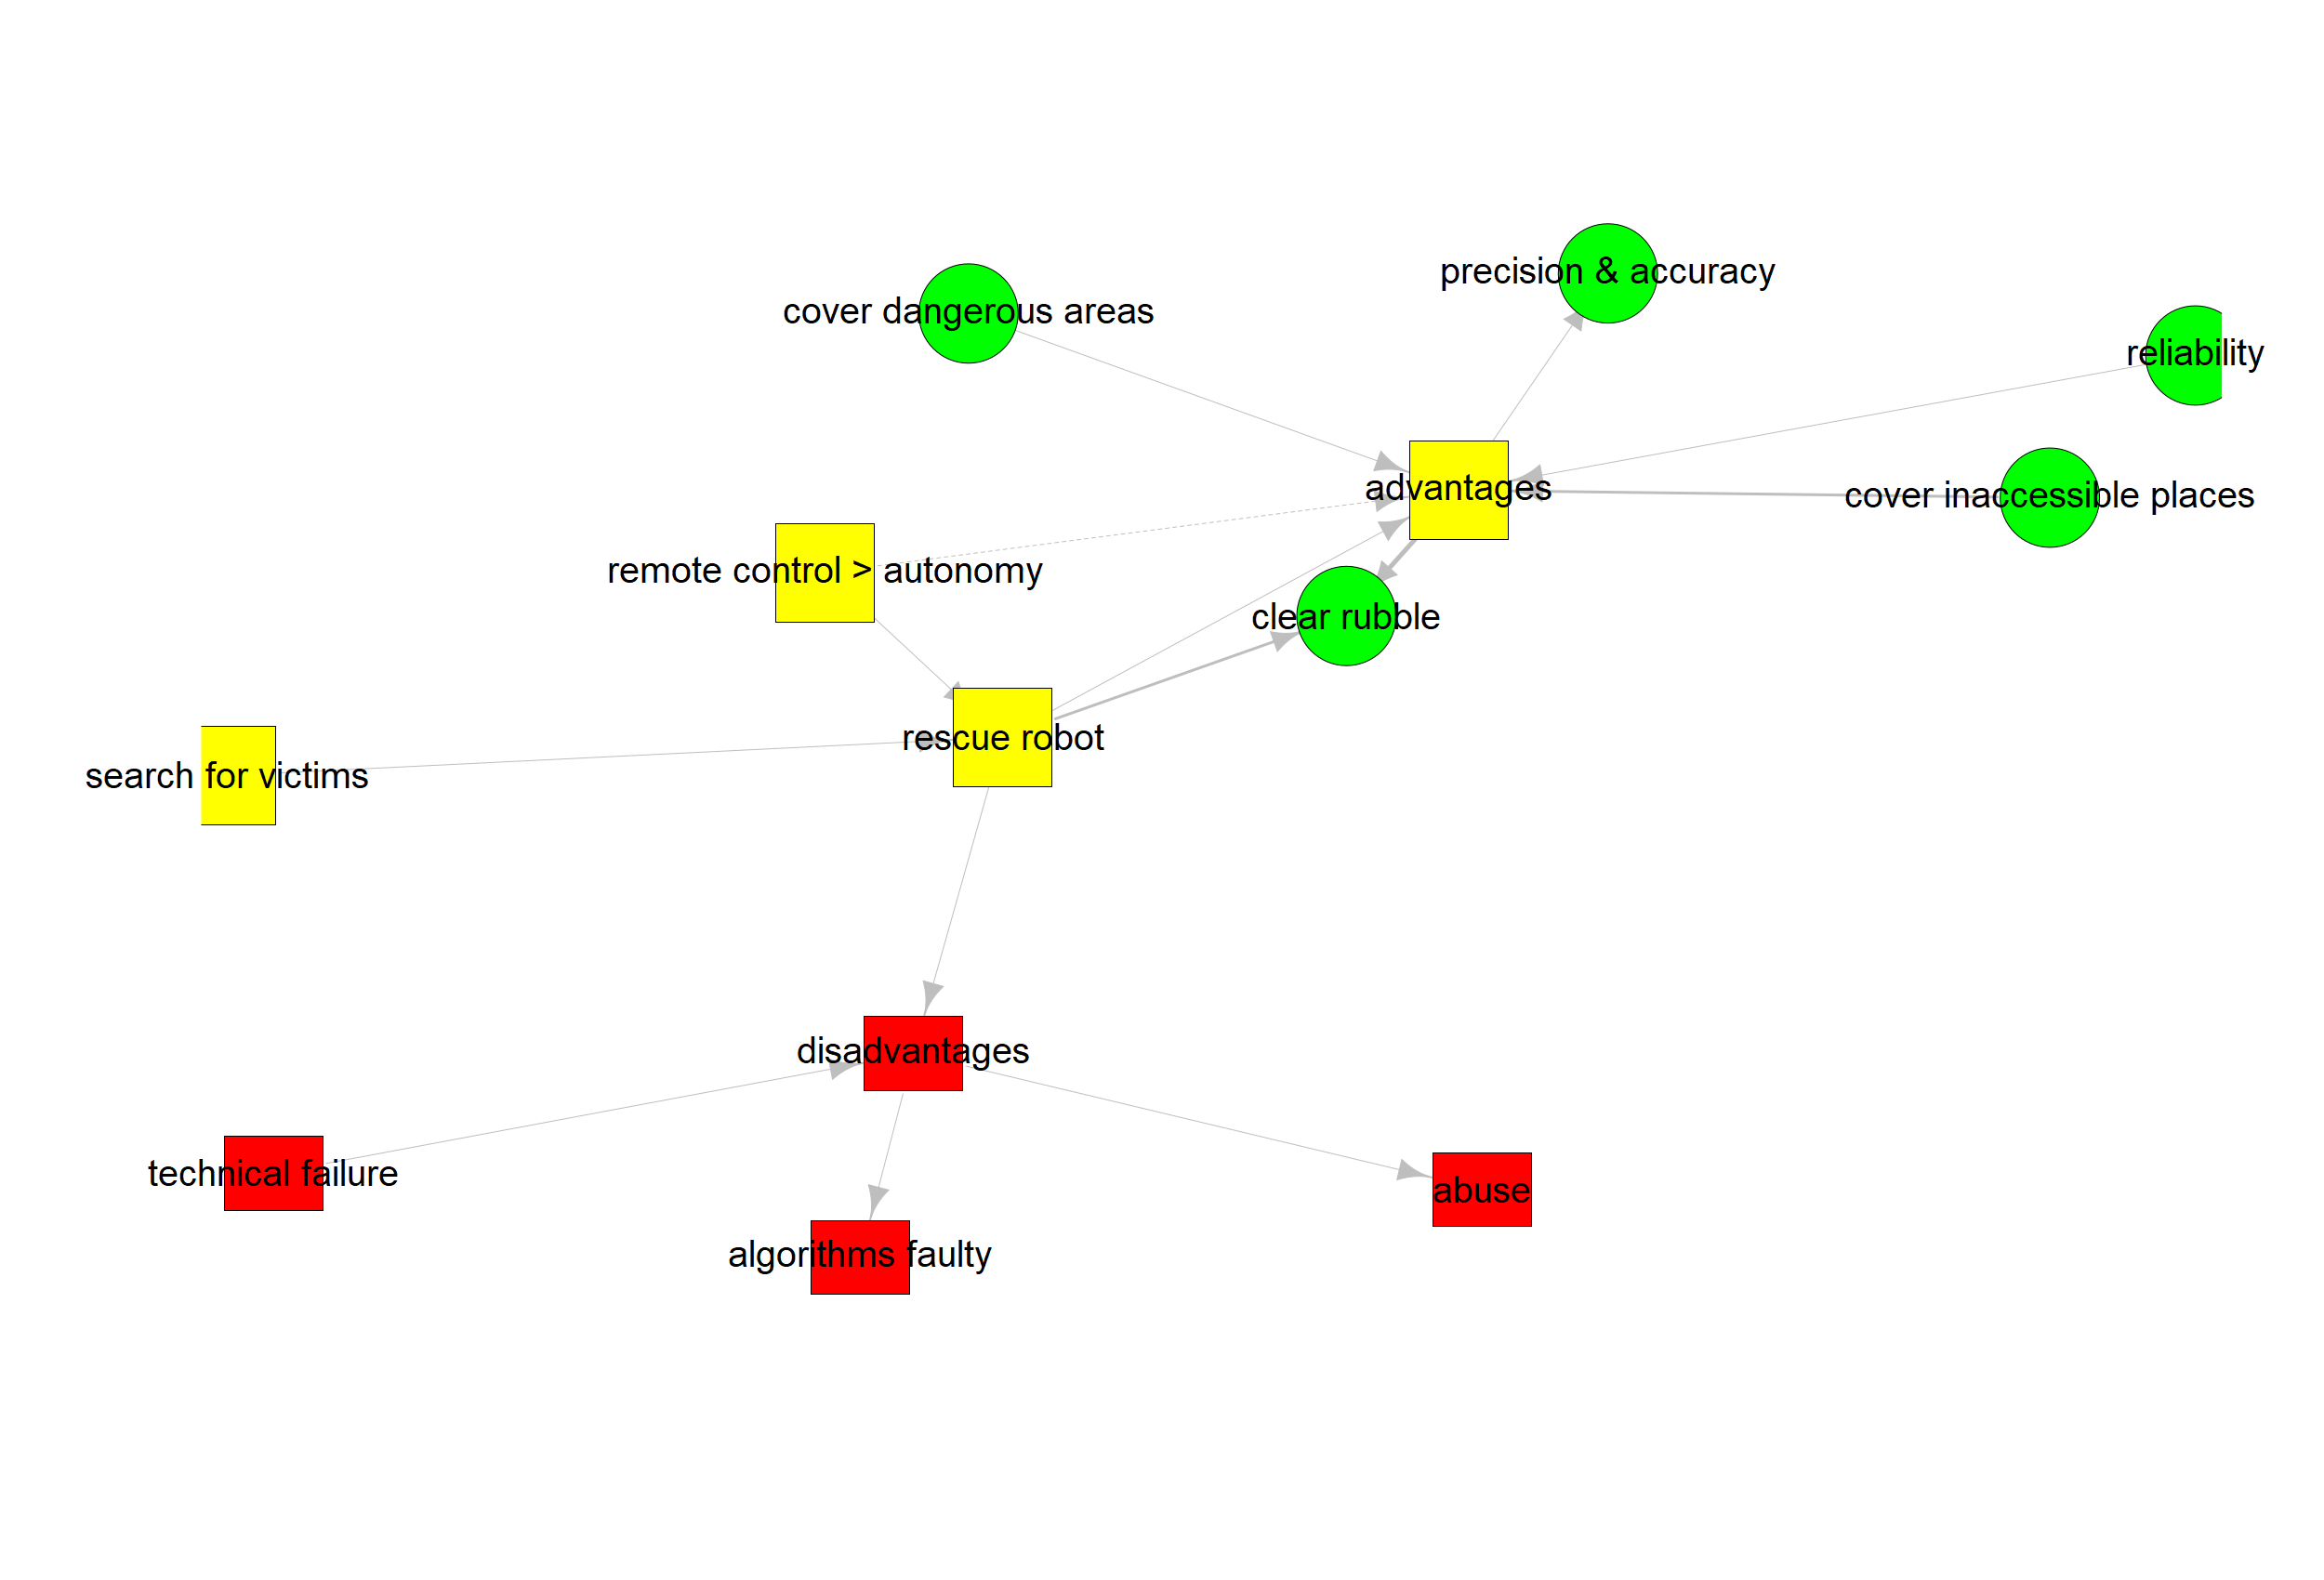 precision & accuracy
cover dangerous areas
reliability
advantages
cover inaccessible places
remote control > autonomy
clear rubble
rescue robot
search for victims
disadvantages
technical failure
abuse
algorithms faulty